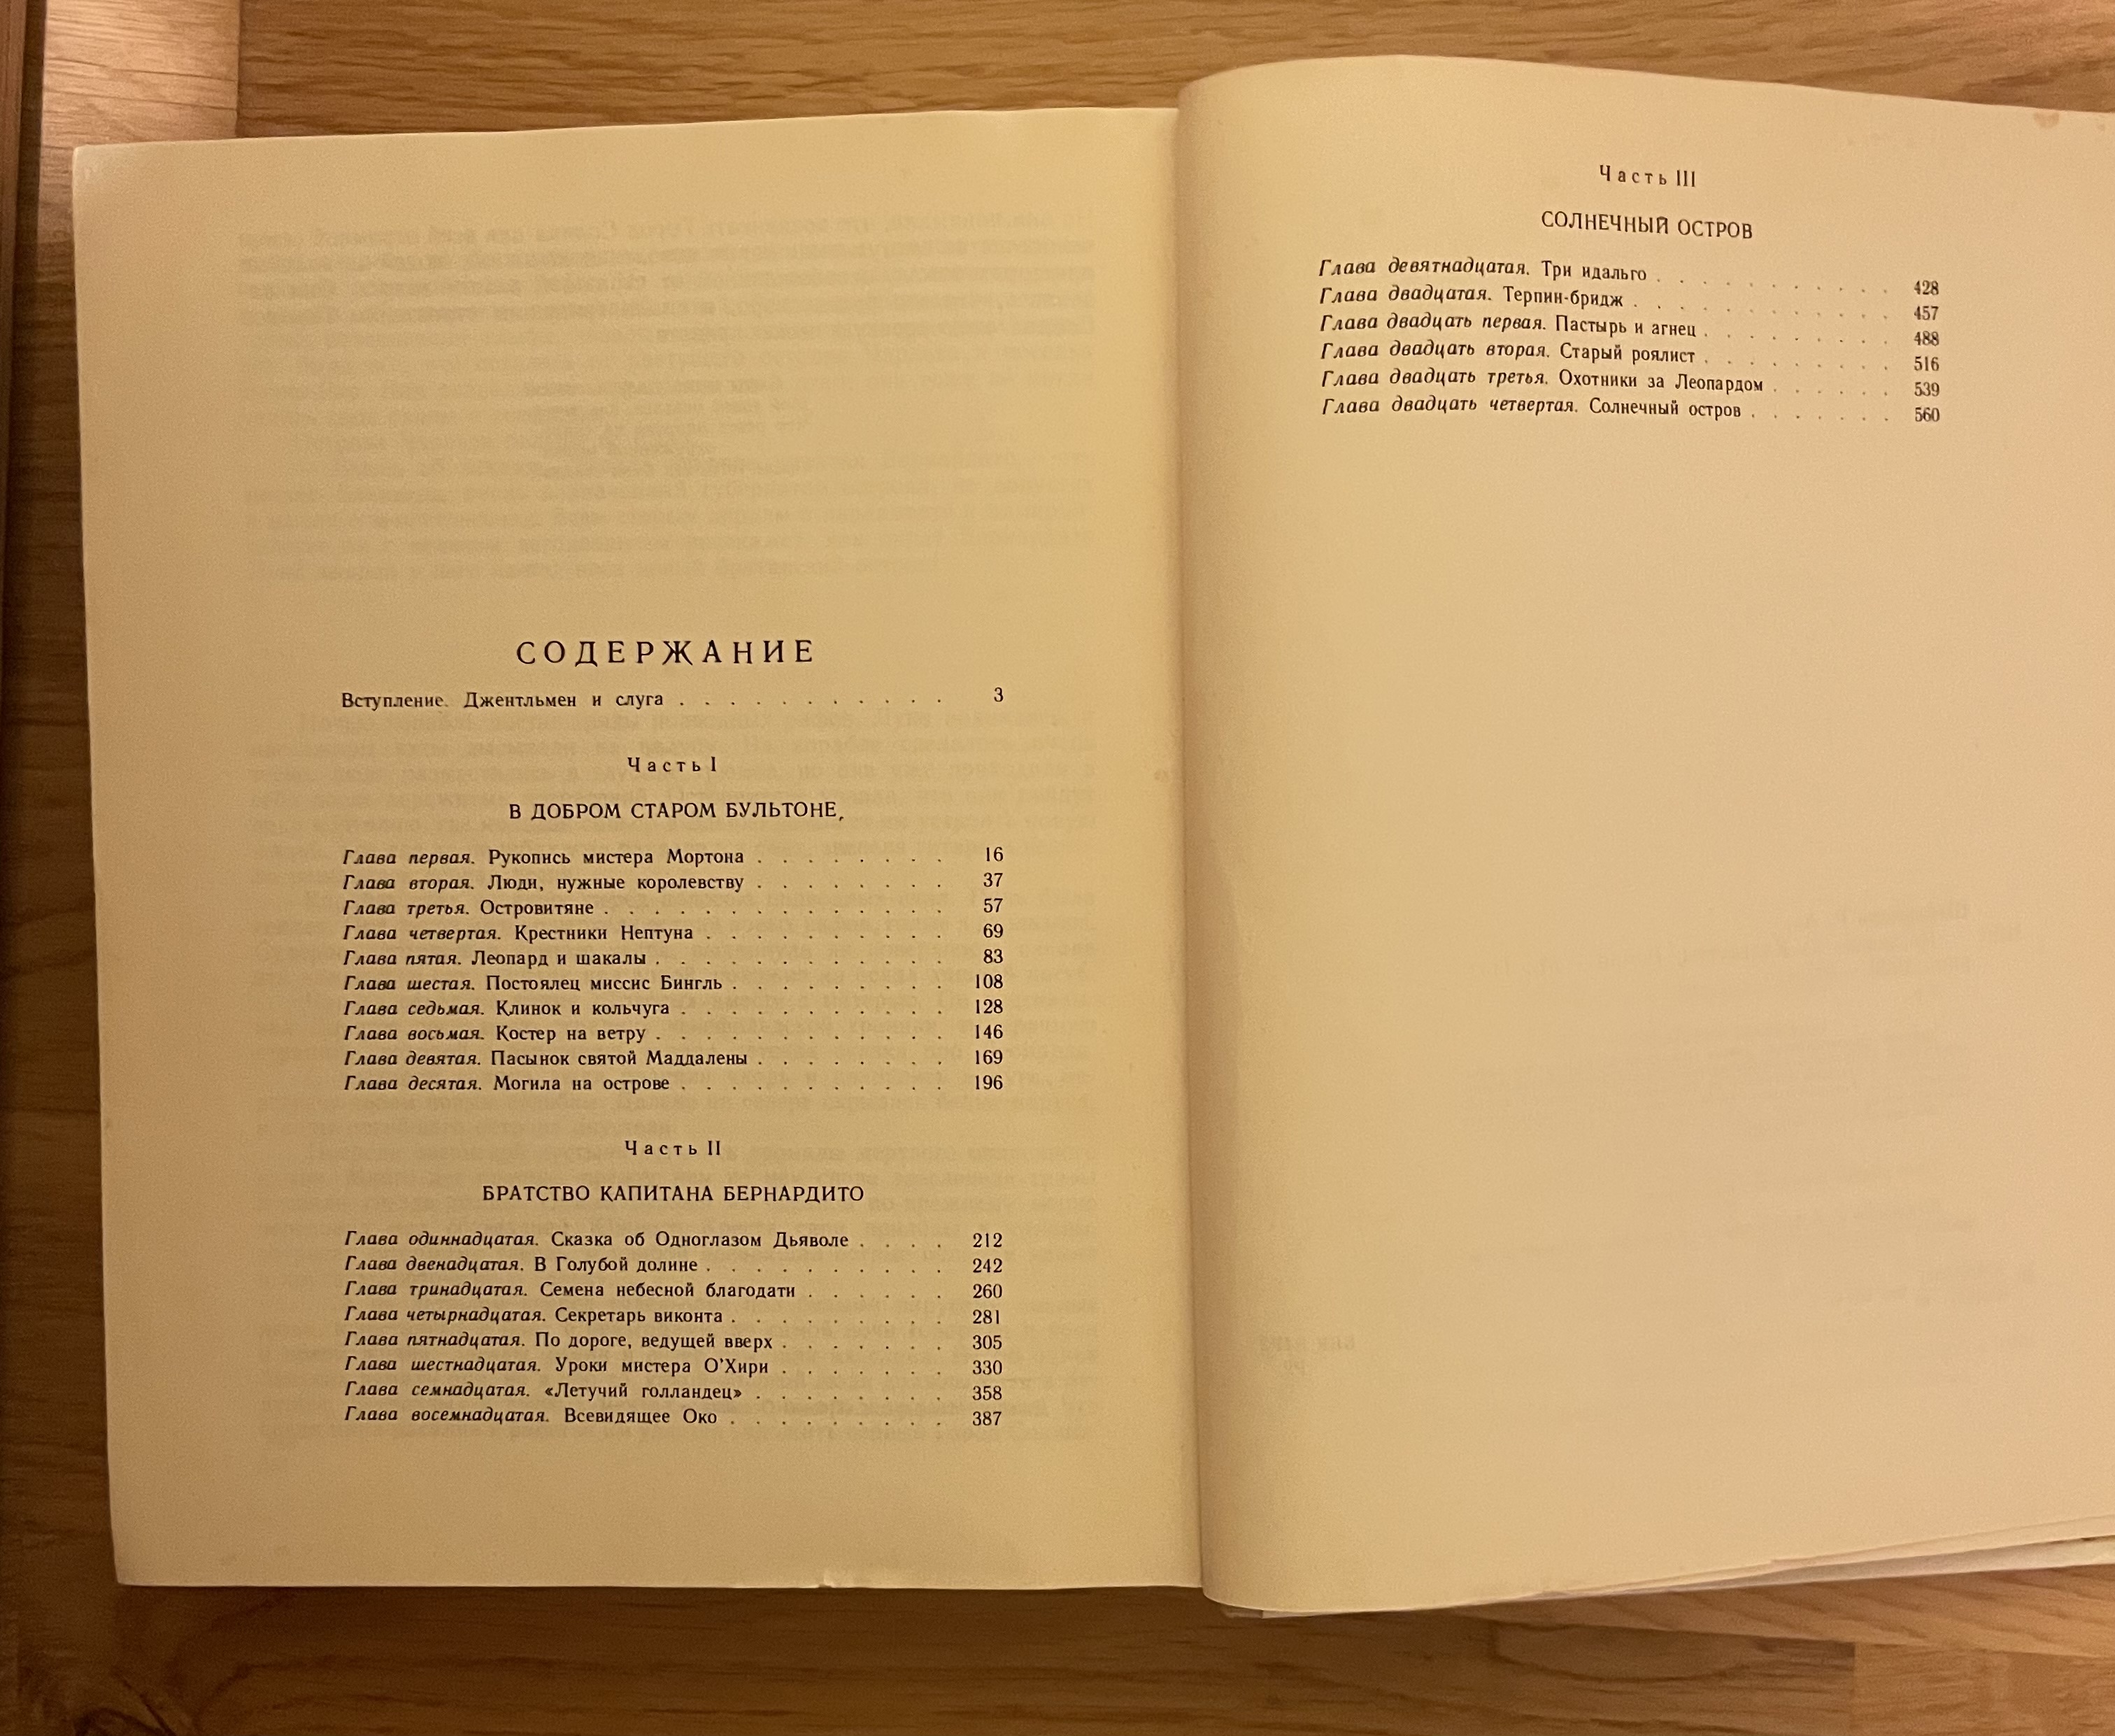 СОДЕРЖАНИЕ
Вступление. Джентльмен и слуга . . . . . . . . . . . 3
Часть I
В ДОБРОМ СТАРОМ БУЛЬТОНЕ,
Глава первая. Рукопись мистера Мортона . . . . . . . . 16
Глава вторая. Люди, нужные королевству . . . . . . . . 37
Глава третья. Островитяне . . . . . . . . . . . . . . 57
Глава четвертая. Крестники Нептуна . . . . . . . . . . 69
Глава пятая. Леопард и шакалы . . . . . . . . . . . . 83
Глава шестая. Постоялец миссис Бингль . . . . . . . . . 108
Глава седьмая. Клинок и кольчуга . . . . . . . . . . . 128
Глава восьмая. Костер на ветру . . . . . . . . . . . . 146
Глава девятая. Пасынок святой Маддалены . . . . . . . . 169
Глава десятая. Могила на острове . . . . . . . . . . . 196
Часть II
БРАТСТВО КАПИТАНА БЕРНАРДИТО
Глава одиннадцатая. Сказка об Одноглазом Дьяволе . . . . 212
Глава двенадцатая. В Голубой долине . . . . . . . . . . 242
Глава тринадцатая. Семена небесной благодати . . . . . . 260
Глава четырнадцатая. Секретарь виконта . . . . . . . . . 281
Глава пятнадцатая. По дороге, ведущей вверх . . . . . . . 305
Глава шестнадцатая. Уроки мистера О'Хири . . . . . . . 330
Глава семнадцатая. «Летучий голландец» . . . . . . . . 358
Глава восемнадцатая. Всевидящее Око . . . . . . . . . 387
Часть III
СОЛНЕЧНЫЙ ОСТРОВ
Глава девятнадцатая. Три идальго . . . . . . . . . . 428
Глава двадцатая. Терпин-бридж . . . . . . . . . . . 457
Глава двадцать первая. Пастырь и агнец . . . . . . . . 488
Глава двадцать вторая. Старый роялист . . . . . . . . 516
Глава двадцать третья. Охотники за Леопардом . . . . . 539
Глава двадцать четвертая. Солнечный остров . . . . . . 560